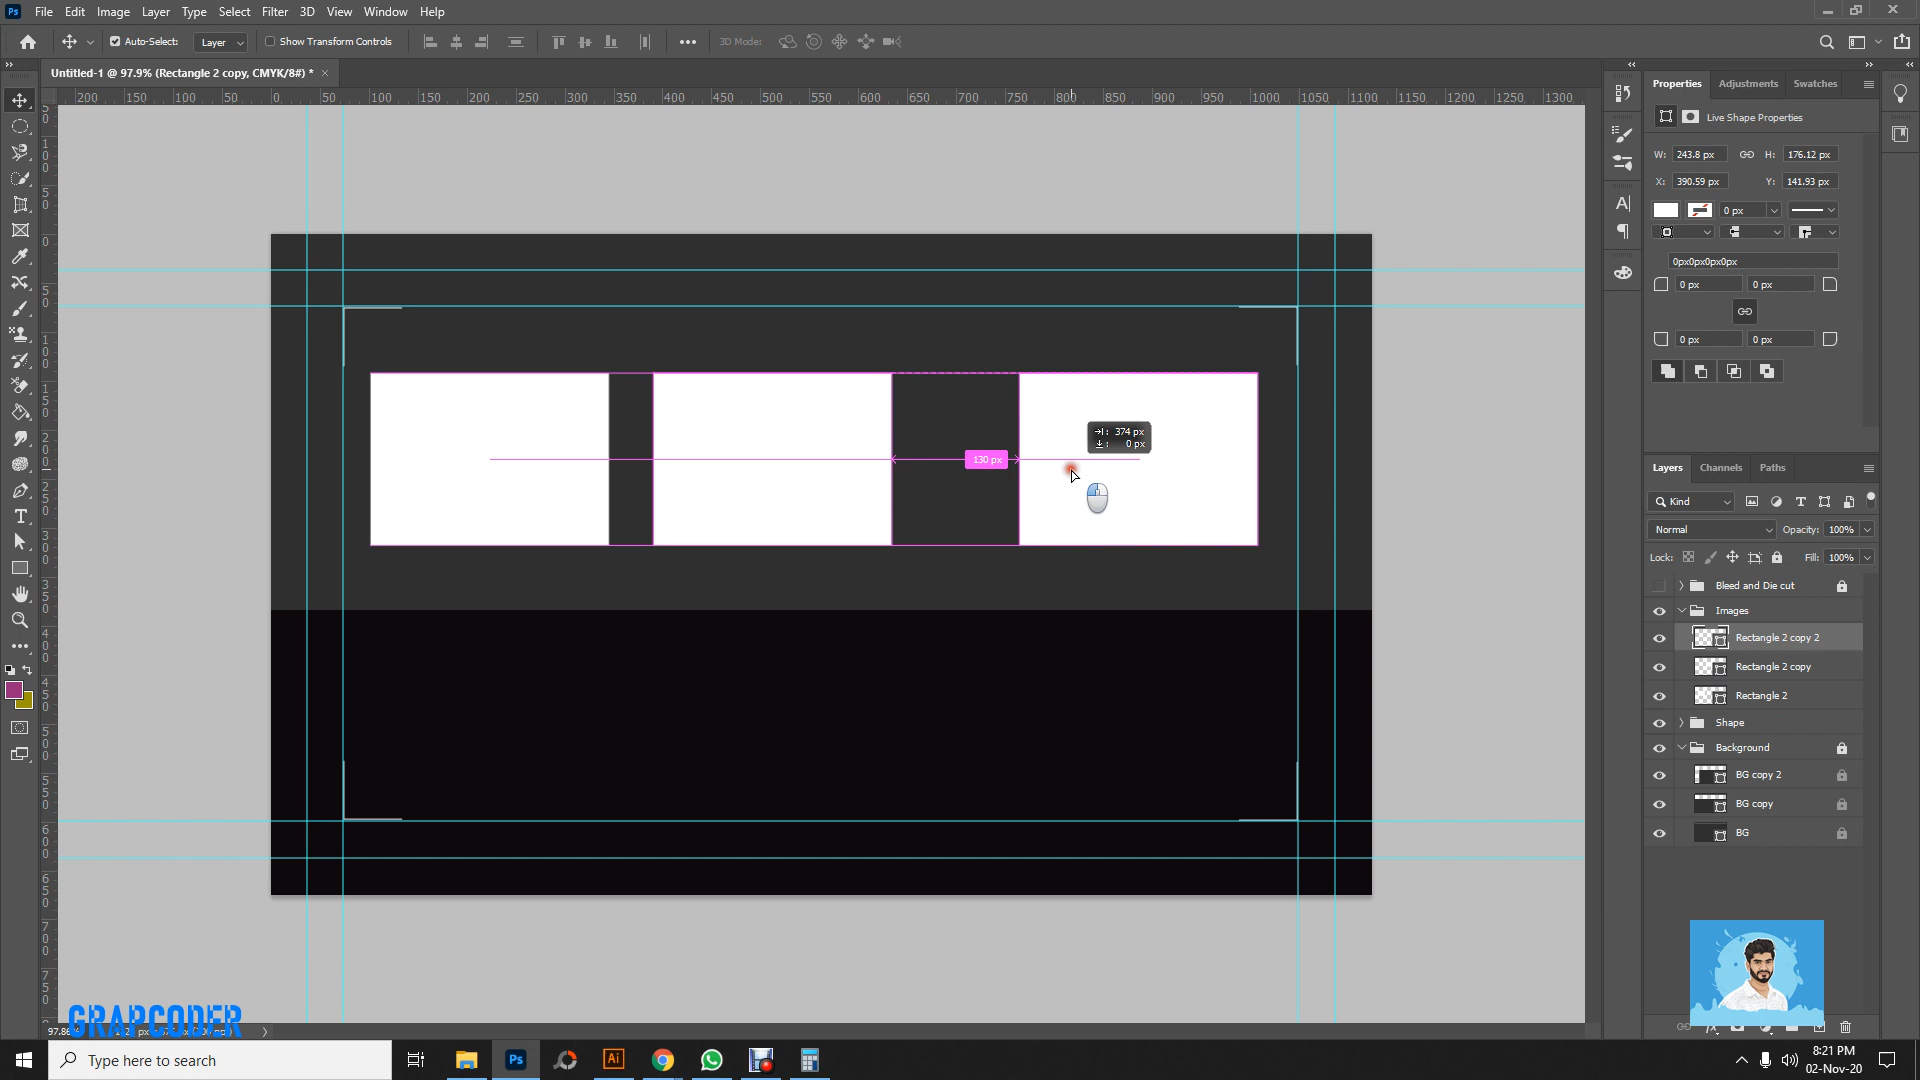 File Edit Image Layer Type Select Filter 3D View Window Help
Auto-Select: Layer Show Transform Controls 3D Mode:
Untitled-1 @ 97.9% (Rectangle 2 copy, CMYK/8#) *
200 150 100 50 0 50 100 150 200 250 300 350 400 450 500 550 600 650 700 750 800 850 900 950 1000 1050 1100 1150 1200 1250 1300
Properties Adjustments Swatches
Live Shape Properties
W: 243.8 px H: 176.12 px
X: 390.59 px Y: 141.93 px
0 px
0px0px0px0px
0 px 0 px
0 px 0 px
374 px
0 px
130 px
Layers Channels Paths
Kind
Normal Opacity: 100%
Lock: Fill: 100%
Bleed and Die cut
Images
Rectangle 2 copy 2
Rectangle 2 copy
Rectangle 2
Shape
Background
BG copy 2
BG copy
BG
GRAPCODER
Type here to search
8:21 PM
02-Nov-20